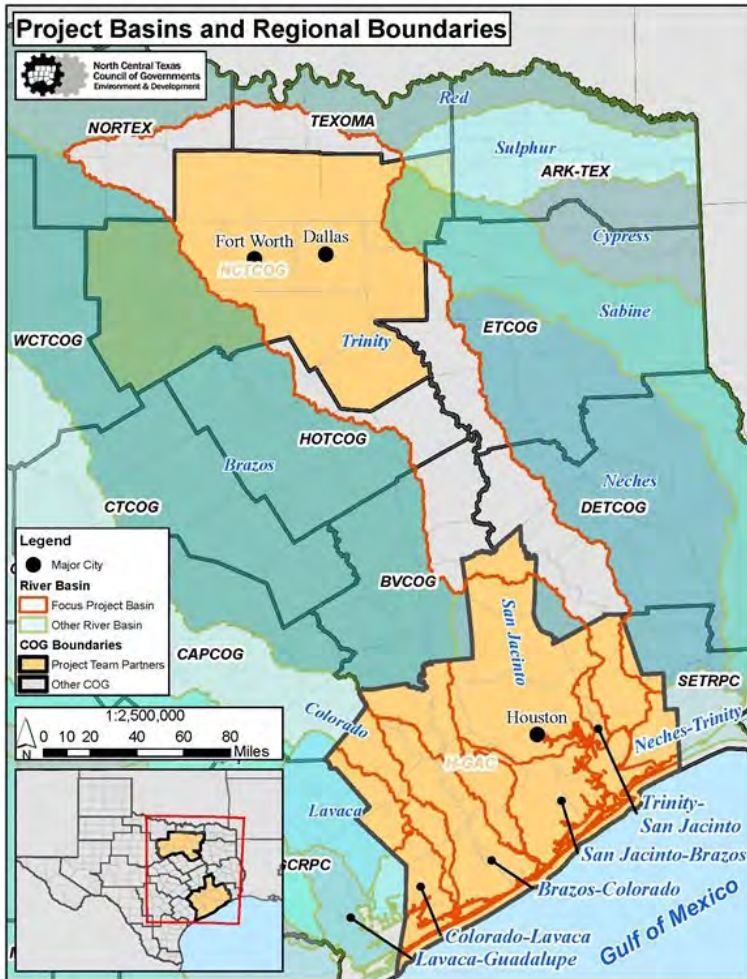 Project Basins and Regional Boundaries
North Central Texas
Council of Governments
Environment & Development
Red
NORTEX
TEXOMA
Sulphur
ARK-TEX
Cypress
Fort Worth
Dallas
NCTCOG
Sabine
WCTCOG
Trinity
ETCOG
HOTCOG
Brazos
Neches
CTCOG
DETCOG
Legend
Major City
River Basin
Focus Project Basin
Other River Basin
COG Boundaries
Project Team Partners
Other COG
BVCOG
San Jacinto
CAPCOG
SETRPC
1:2,500,000
0 10 20 40 60 80
Miles
N
Colorado
Houston
Neches-Trinity
H-GAC
Lavaca
Trinity-
San Jacinto
San Jacinto-Brazos
Brazos-Colorado
Colorado-Lavaca
Lavaca-Guadalupe
Gulf of Mexico